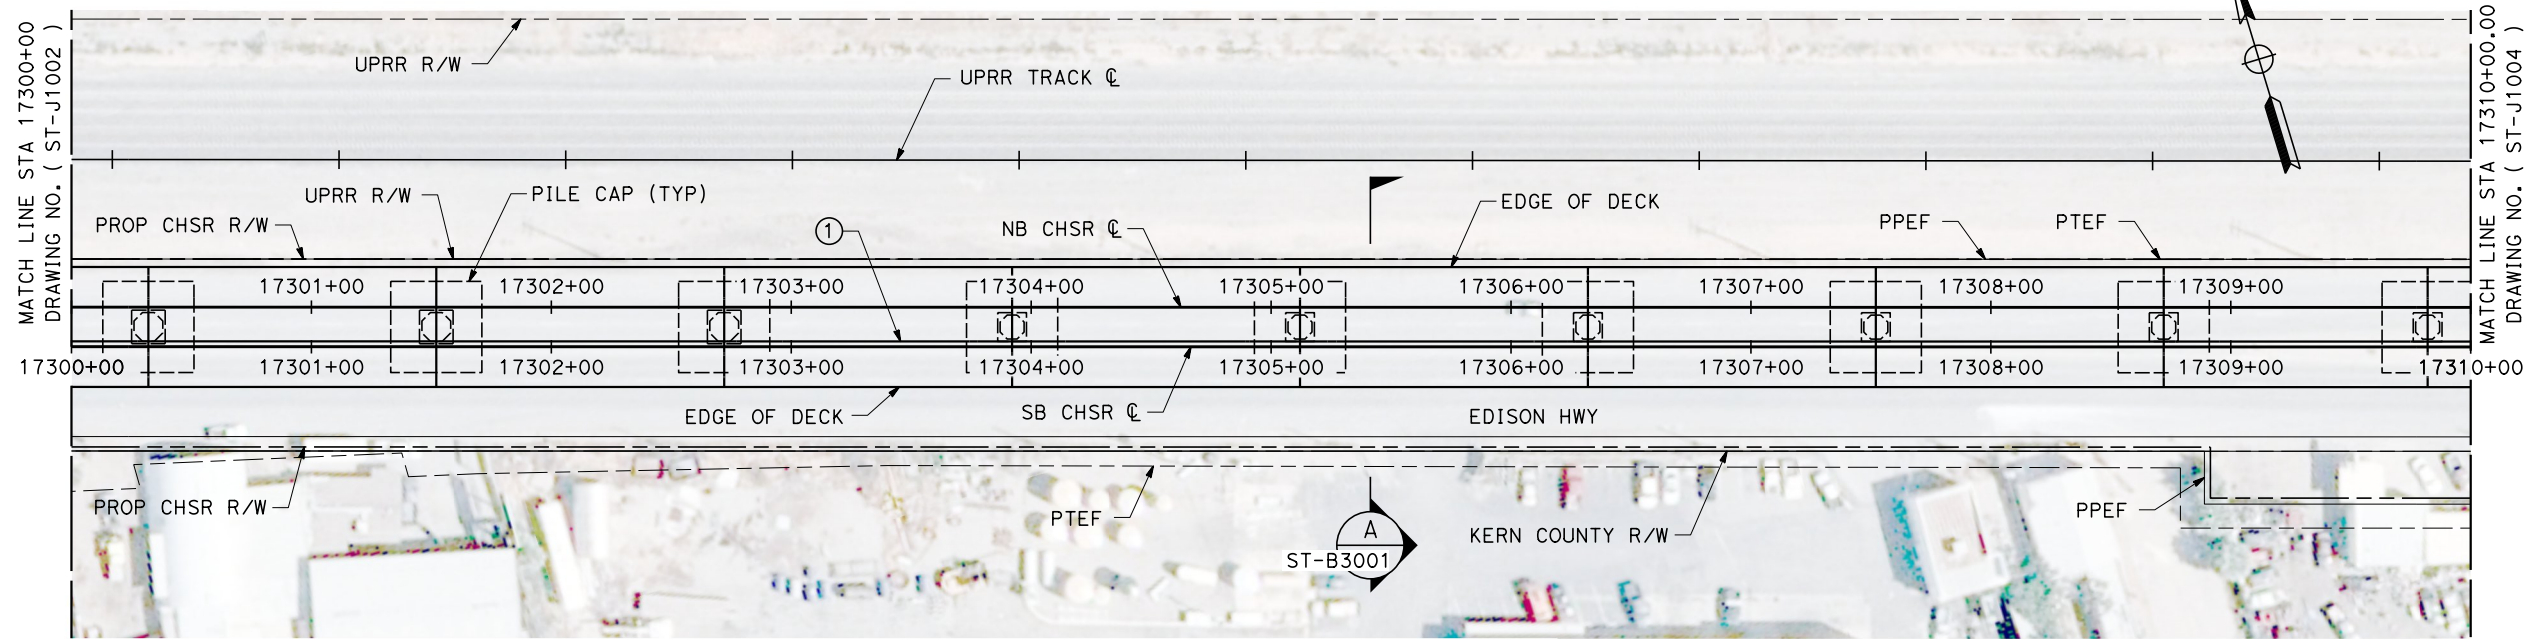 MATCH LINE STA 17300+00
DRAWING NO. ( ST-J1002 )
UPRR R/W
UPRR TRACK ℄
UPRR R/W
PILE CAP (TYP)
PROP CHSR R/W
1
NB CHSR ℄
EDGE OF DECK
PPEF
PTEF
17301+00
17302+00
17303+00
17304+00
17305+00
17306+00
17307+00
17308+00
17309+00
17300+00
17301+00
17302+00
17303+00
17304+00
17305+00
17306+00
17307+00
17308+00
17309+00
17310+00
EDGE OF DECK
SB CHSR ℄
EDISON HWY
PROP CHSR R/W
PTEF
A
ST-B3001
KERN COUNTY R/W
PPEF
MATCH LINE STA 17310+00.00
DRAWING NO. ( ST-J1004 )